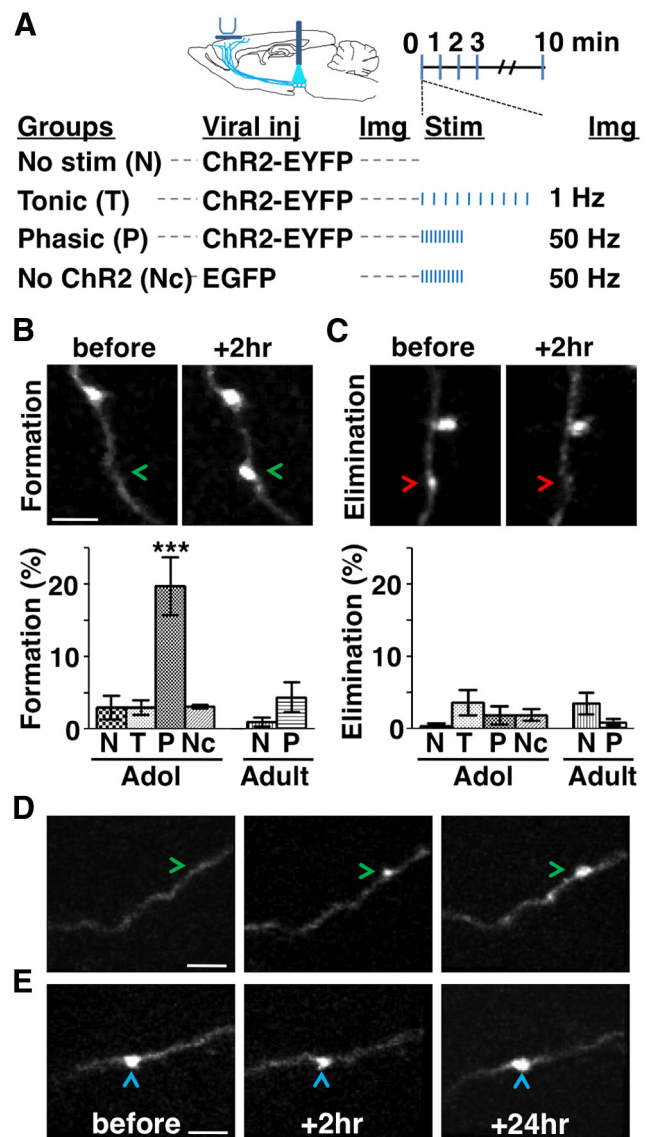 A
0 1 2 3 10 min
Groups Viral inj Img Stim Img
No stim (N) ChR2-EYFP
Tonic (T) ChR2-EYFP 1 Hz
Phasic (P) ChR2-EYFP 50 Hz
No ChR2 (Nc) EGFP 50 Hz
B
before +2hr
Formation
Formation (%)
20
10
0
***
N T P Nc N P
Adol Adult
C
before +2hr
Elimination
Elimination (%)
20
10
0
N T P Nc N P
Adol Adult
D
E
before +2hr +24hr